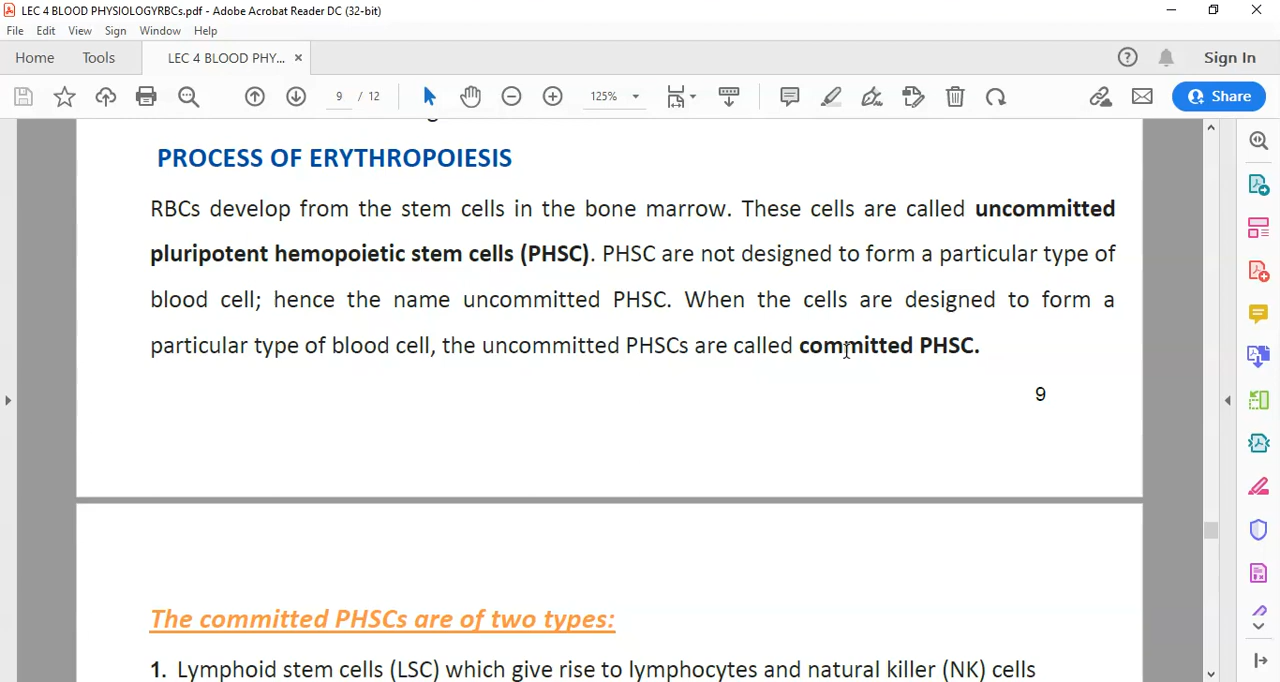 LEC 4 BLOOD PHYSIOLOGYRBCs.pdf - Adobe Acrobat Reader DC (32-bit)
File Edit View Sign Window Help
Home Tools LEC 4 BLOOD PHY... × Sign In
9 / 12 125% Share
PROCESS OF ERYTHROPOIESIS
RBCs develop from the stem cells in the bone marrow. These cells are called uncommitted
pluripotent hemopoietic stem cells (PHSC). PHSC are not designed to form a particular type of
blood cell; hence the name uncommitted PHSC. When the cells are designed to form a
particular type of blood cell, the uncommitted PHSCs are called committed PHSC.
9
The committed PHSCs are of two types:
1. Lymphoid stem cells (LSC) which give rise to lymphocytes and natural killer (NK) cells